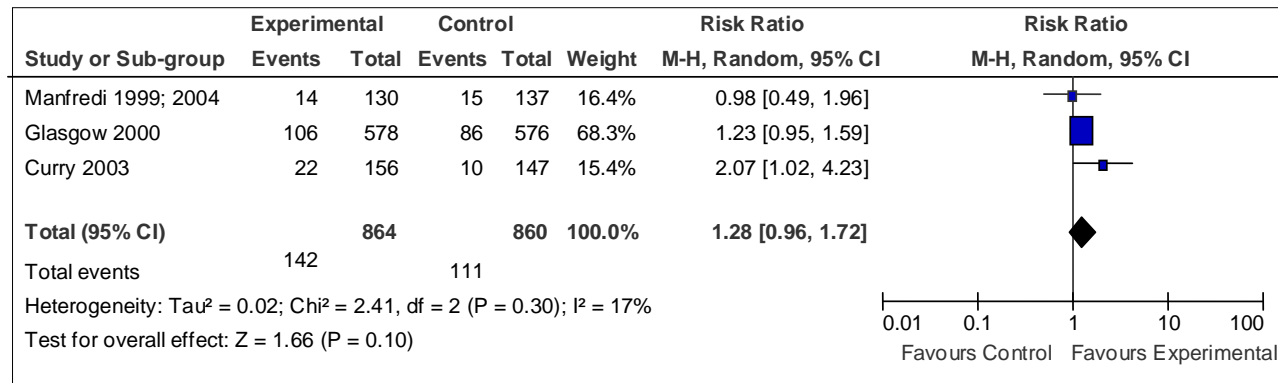 Experimental Control Risk Ratio Risk Ratio
Study or Sub-group Events Total Events Total Weight M-H, Random, 95% CI M-H, Random, 95% CI
Manfredi 1999; 2004 14 130 15 137 16.4% 0.98 [0.49, 1.96]
Glasgow 2000 106 578 86 576 68.3% 1.23 [0.95, 1.59]
Curry 2003 22 156 10 147 15.4% 2.07 [1.02, 4.23]
Total (95% CI) 864 860 100.0% 1.28 [0.96, 1.72]
Total events 142 111
Heterogeneity: Tau² = 0.02; Chi² = 2.41, df = 2 (P = 0.30); I² = 17%
Test for overall effect: Z = 1.66 (P = 0.10)
0.01 0.1 1 10 100
Favours Control Favours Experimental